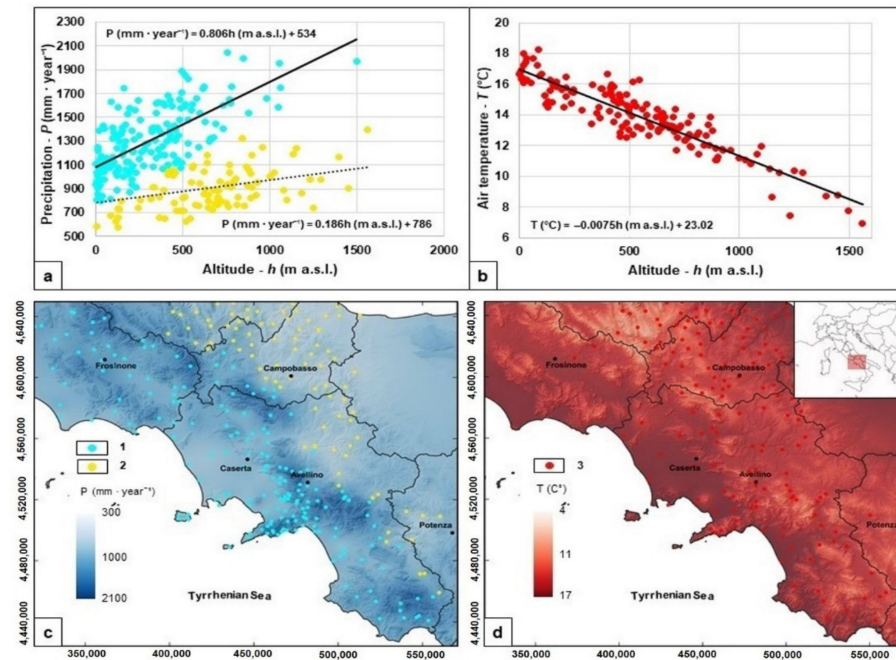 2300
2100
1900
1700
1500
1300
1100
900
700
500
Precipitation - P (mm · year⁻¹)
P (mm · year⁻¹) = 0.806h (m a.s.l.) + 534
P (mm · year⁻¹) = 0.186h (m a.s.l.) + 786
0 500 1000 1500 2000
Altitude - h (m a.s.l.)
a
20
18
16
14
12
10
8
6
Air temperature - T (°C)
T (°C) = −0.0075h (m a.s.l.) + 23.02
0 500 1000 1500
Altitude - h (m a.s.l.)
b
4,640,000
4,600,000
4,560,000
4,520,000
4,480,000
4,440,000
Frosinone
Campobasso
Caserta
Avellino
Potenza
1
2
P (mm · year⁻¹)
300
1000
2100
Tyrrhenian Sea
c
350,000 400,000 450,000 500,000 550,000
4,640,000
4,600,000
4,560,000
4,520,000
4,480,000
4,440,000
Frosinone
Campobasso
Caserta
Avellino
Potenza
3
T (C°)
4
11
17
Tyrrhenian Sea
d
350,000 400,000 450,000 500,000 550,000